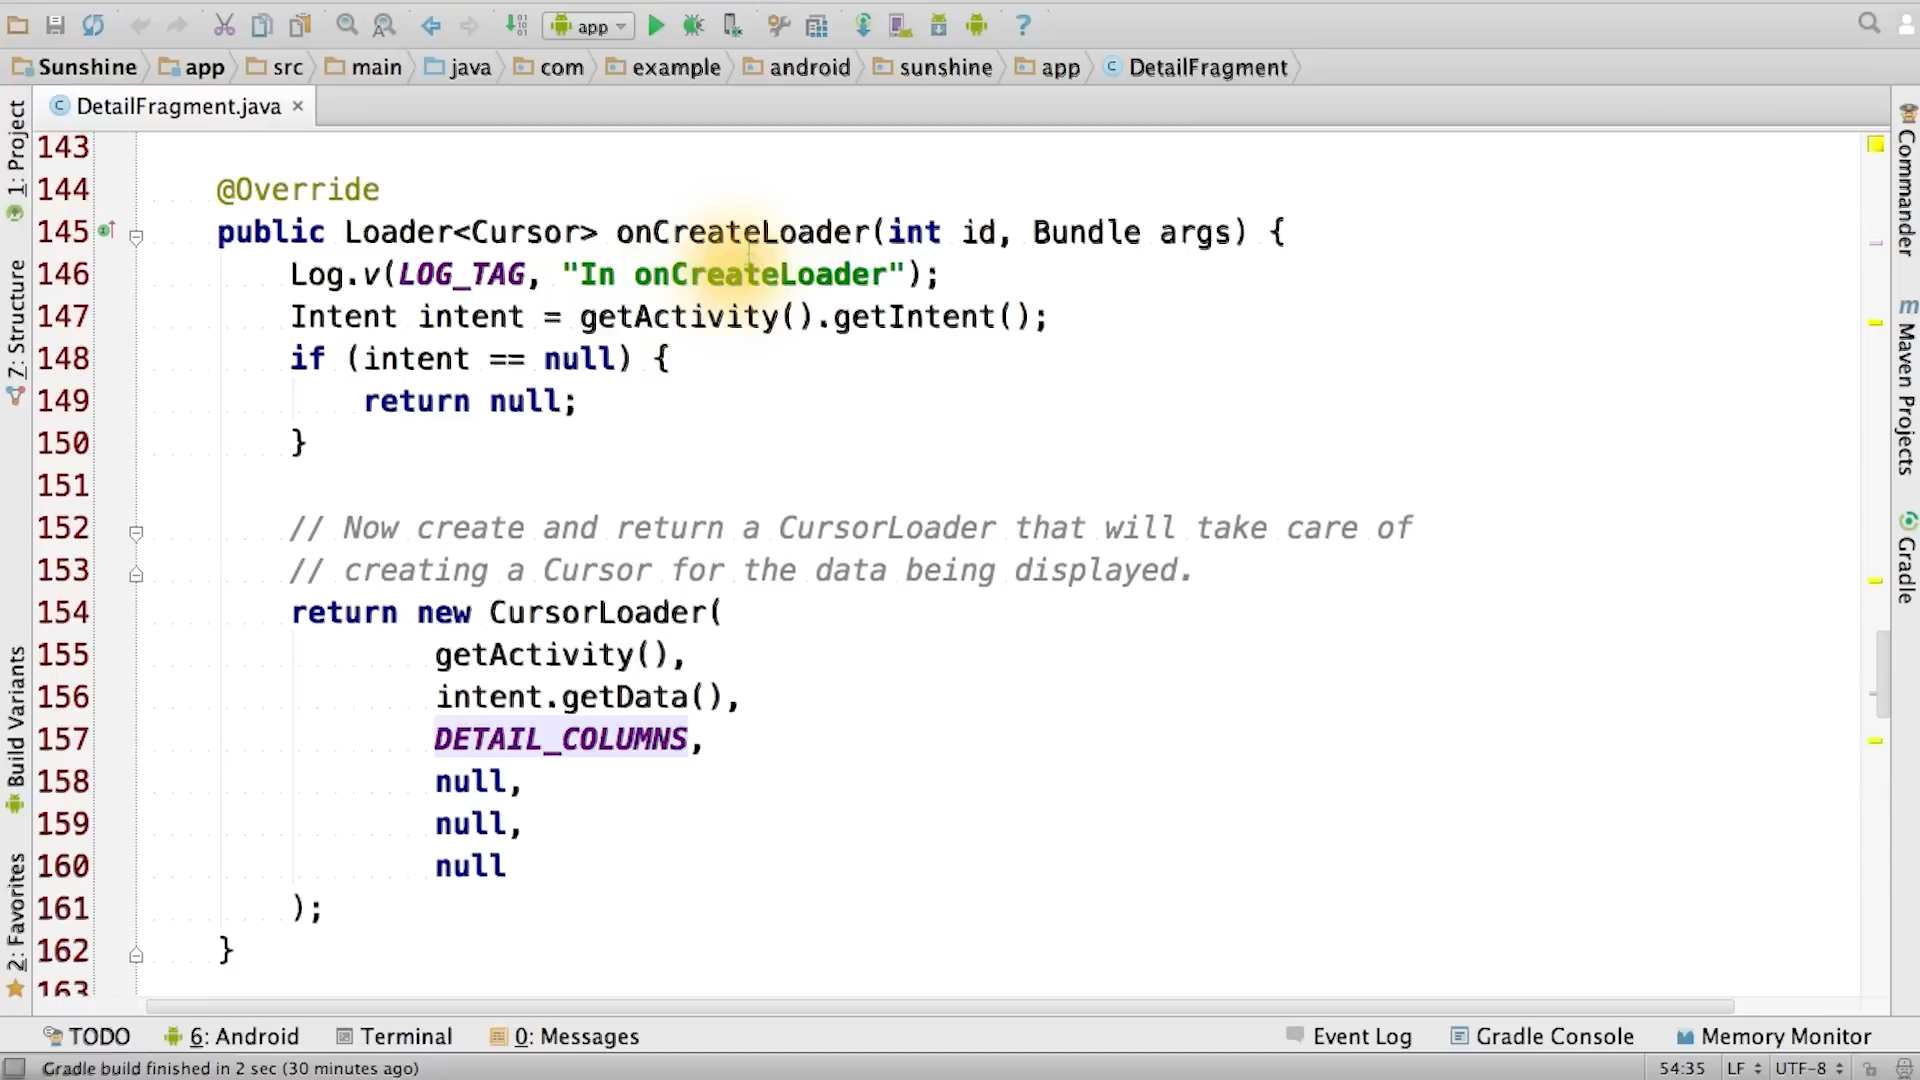 app
Sunshine app src main java com example android sunshine app DetailFragment
DetailFragment.java
1: Project
7: Structure
Build Variants
2: Favorites
143
144 @Override
145 public Loader<Cursor> onCreateLoader(int id, Bundle args) {
146 Log.v(LOG_TAG, "In onCreateLoader");
147 Intent intent = getActivity().getIntent();
148 if (intent == null) {
149 return null;
150 }
151
152 // Now create and return a CursorLoader that will take care of
153 // creating a Cursor for the data being displayed.
154 return new CursorLoader(
155 getActivity(),
156 intent.getData(),
157 DETAIL_COLUMNS,
158 null,
159 null,
160 null
161 );
162 }
163
Commander
Maven Projects
Gradle
TODO 6: Android Terminal 0: Messages Event Log Gradle Console Memory Monitor
Gradle build finished in 2 sec (30 minutes ago) 54:35 LF UTF-8